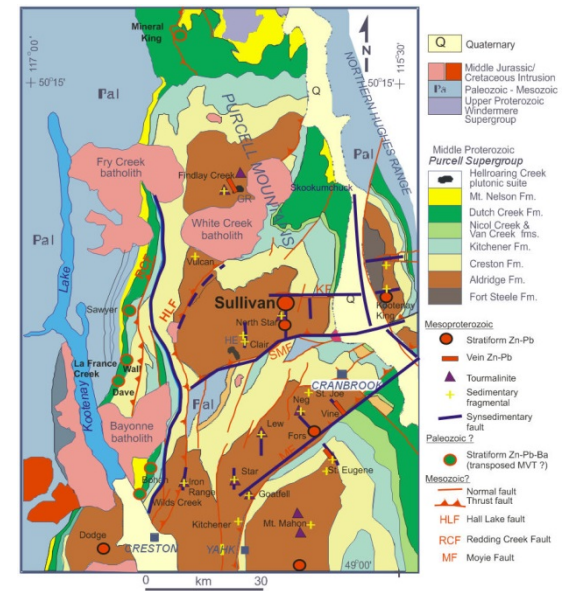 Mineral
King
117°00'
50°15'
115°30'
50°15'
N
NORTHERN HUGHES RANGE
Pal
Q
PURCELL MOUNTAINS
Fry Creek
batholith
Findlay Creek
GR
Skookumchuck
Pal
White Creek
batholith
Pal
Vulcan
Lake
RCF
HLF
Sullivan
KF
Q
Kootenay
King
Sawyer
North Star
HE
Clair
SMF
La France
Creek
Wall
Dave
Kootenay
Pal
CRANBROOK
St. Joe
Neg
Vine
Bayonne
batholith
Lew
Fors
Star
St. Eugene
Iron
Range
Goatfell
Wilds Creek
Kitchener
Mt. Mahon
Dodge
CRESTON
YAHK
49°00'
0
km
30
Q
Quaternary
Middle Jurassic/
Cretaceous Intrusion
Pa
Paleozoic - Mesozoic
Upper Proterozoic
Windermere
Supergroup
Middle Proterozoic
Purcell Supergroup
Hellroaring Creek
plutonic suite
Mt. Nelson Fm.
Dutch Creek Fm.
Nicol Creek &
Van Creek fms.
Kitchener Fm.
Creston Fm.
Aldridge Fm.
Fort Steele Fm.
Mesoproterozoic
Stratiform Zn-Pb
Vein Zn-Pb
Tourmalinite
Sedimentary
fragmental
Synsedimentary
fault
Paleozoic ?
Stratiform Zn-Pb-Ba
(transposed MVT ?)
Mesozoic?
Normal fault
Thrust fault
HLF
Hall Lake fault
RCF
Redding Creek Fault
MF
Moyie Fault